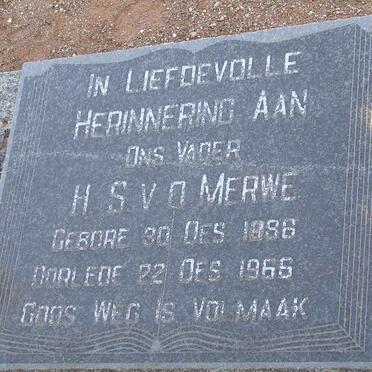 IN LIEFDEVOLLE
HERINNERING AAN
ONS VADER
H. S. V. D. MERWE
GEBORE 30 DES. 1886
OORLEDE 22 DES. 1965
GODS WEG IS VOLMAAK